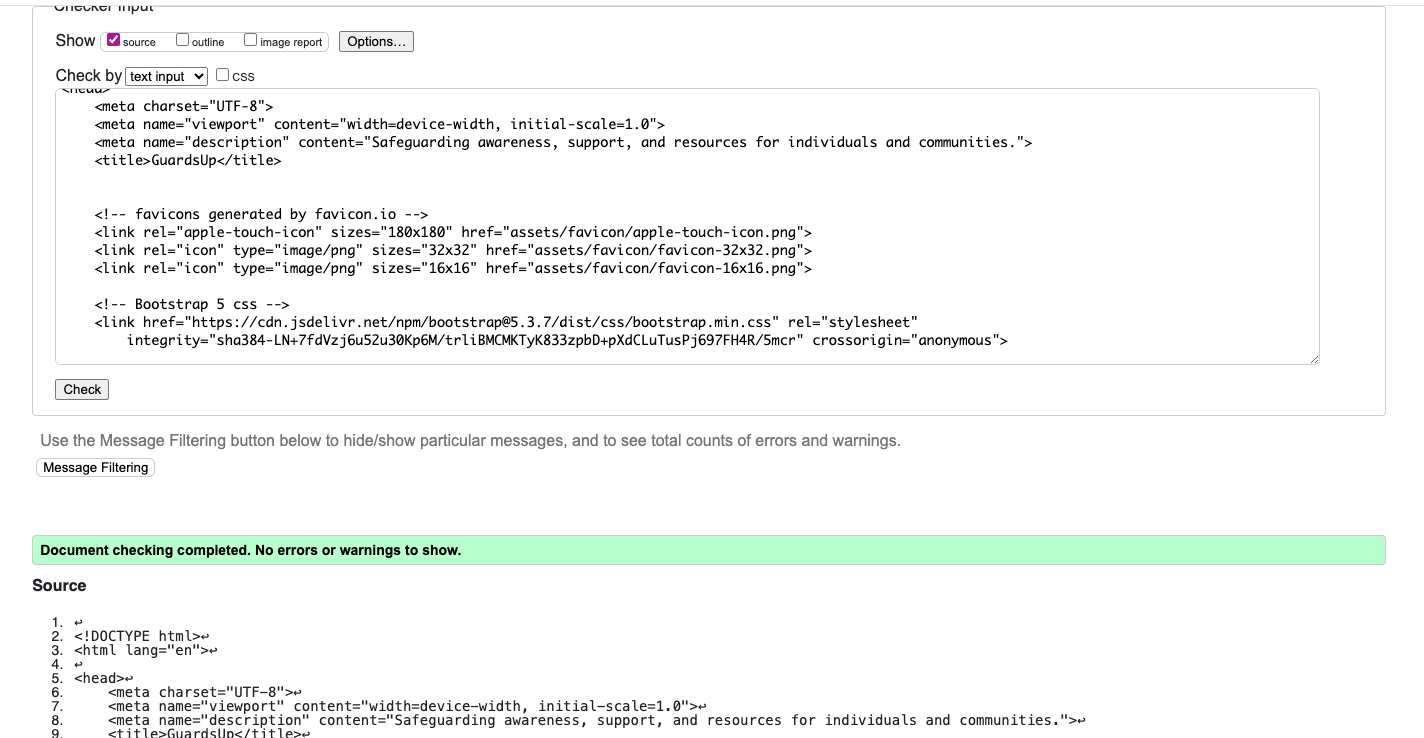 Checker Input
Show source outline image report Options...
Check by text input CSS
<head>
<meta charset="UTF-8">
<meta name="viewport" content="width=device-width, initial-scale=1.0">
<meta name="description" content="Safeguarding awareness, support, and resources for individuals and communities.">
<title>GuardsUp</title>
<!-- favicons generated by favicon.io -->
<link rel="apple-touch-icon" sizes="180x180" href="assets/favicon/apple-touch-icon.png">
<link rel="icon" type="image/png" sizes="32x32" href="assets/favicon/favicon-32x32.png">
<link rel="icon" type="image/png" sizes="16x16" href="assets/favicon/favicon-16x16.png">
<!-- Bootstrap 5 css -->
<link href="https://cdn.jsdelivr.net/npm/bootstrap@5.3.7/dist/css/bootstrap.min.css" rel="stylesheet"
integrity="sha384-LN+7fdVzj6u52u30Kp6M/trliBMCMKTyK833zpbD+pXdCLuTusPj697FH4R/5mcr" crossorigin="anonymous">
Check
Use the Message Filtering button below to hide/show particular messages, and to see total counts of errors and warnings.
Message Filtering
Document checking completed. No errors or warnings to show.
Source
1. ↩
2. <!DOCTYPE html>↩
3. <html lang="en">↩
4. ↩
5. <head>↩
6. <meta charset="UTF-8">↩
7. <meta name="viewport" content="width=device-width, initial-scale=1.0">↩
8. <meta name="description" content="Safeguarding awareness, support, and resources for individuals and communities.">↩
9. <title>GuardsUp</title>↩